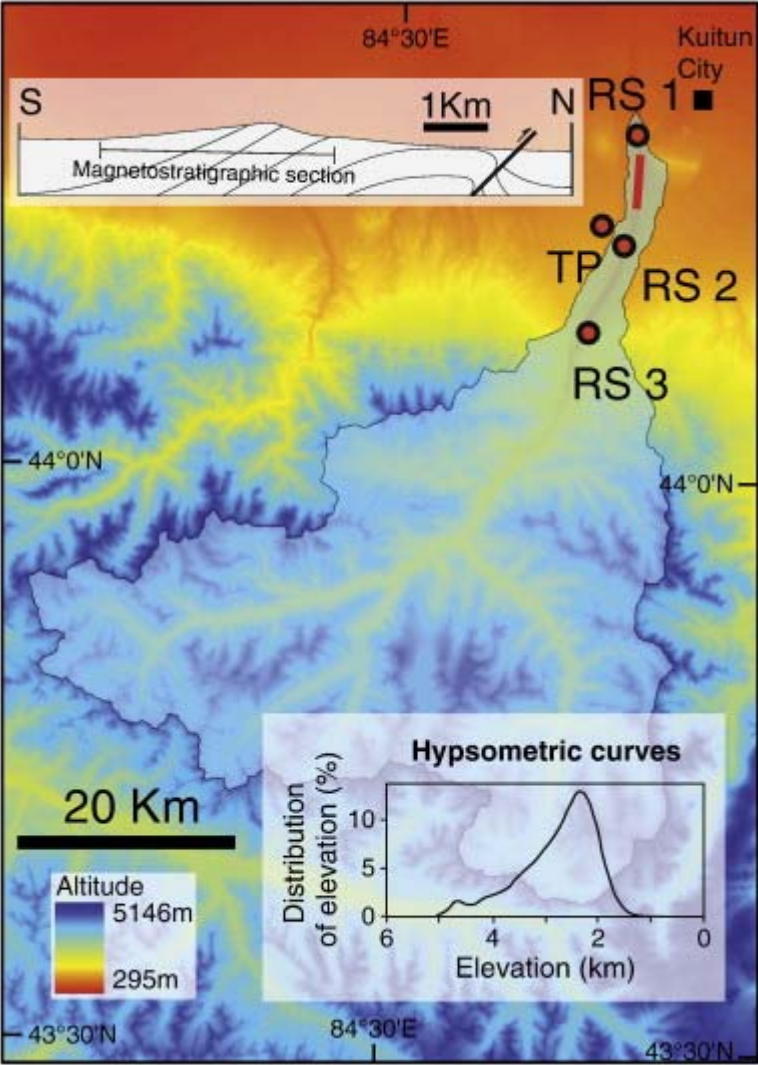 84°30'E
Kuitun
City
S
1Km
N
RS 1
Magnetostratigraphic section
TP
RS 2
RS 3
44°0'N
44°0'N
Hypsometric curves
Distribution
of elevation (%)
10
5
0
6
4
2
0
Elevation (km)
20 Km
Altitude
5146m
295m
43°30'N
84°30'E
43°30'N